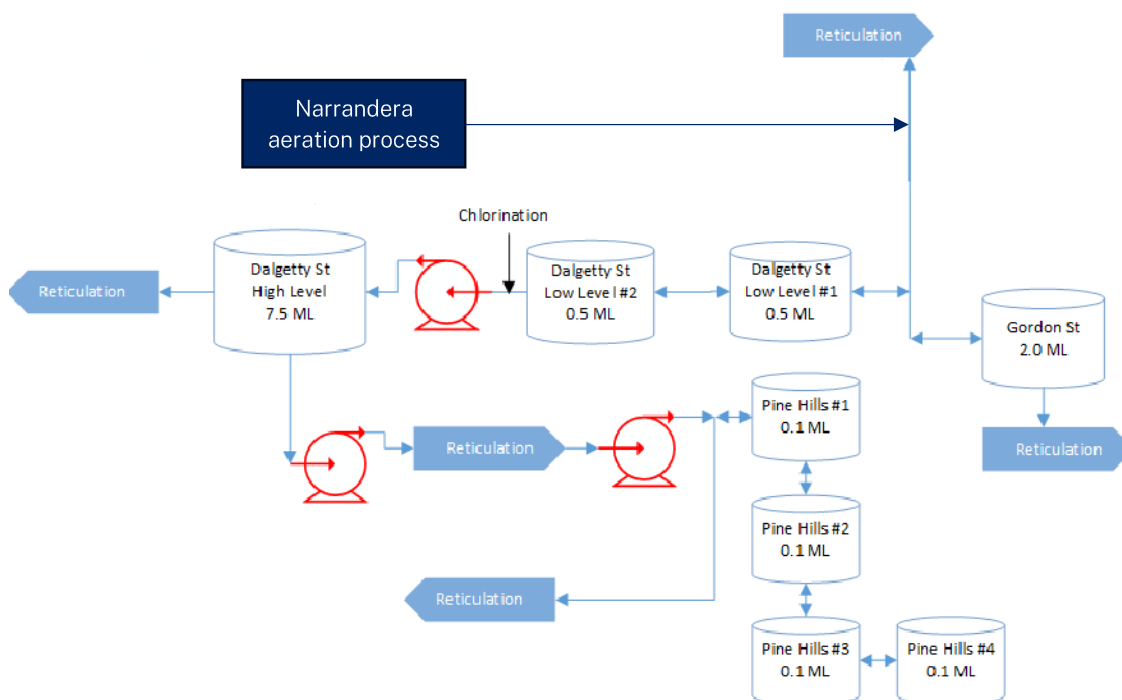 Reticulation
Narrandera
aeration process
Chlorination
Dalgetty St
High Level
7.5 ML
Dalgetty St
Low Level #2
0.5 ML
Dalgetty St
Low Level #1
0.5 ML
Reticulation
Gordon St
2.0 ML
Pine Hills #1
0.1 ML
Reticulation
Reticulation
Pine Hills #2
0.1 ML
Reticulation
Pine Hills #3
0.1 ML
Pine Hills #4
0.1 ML